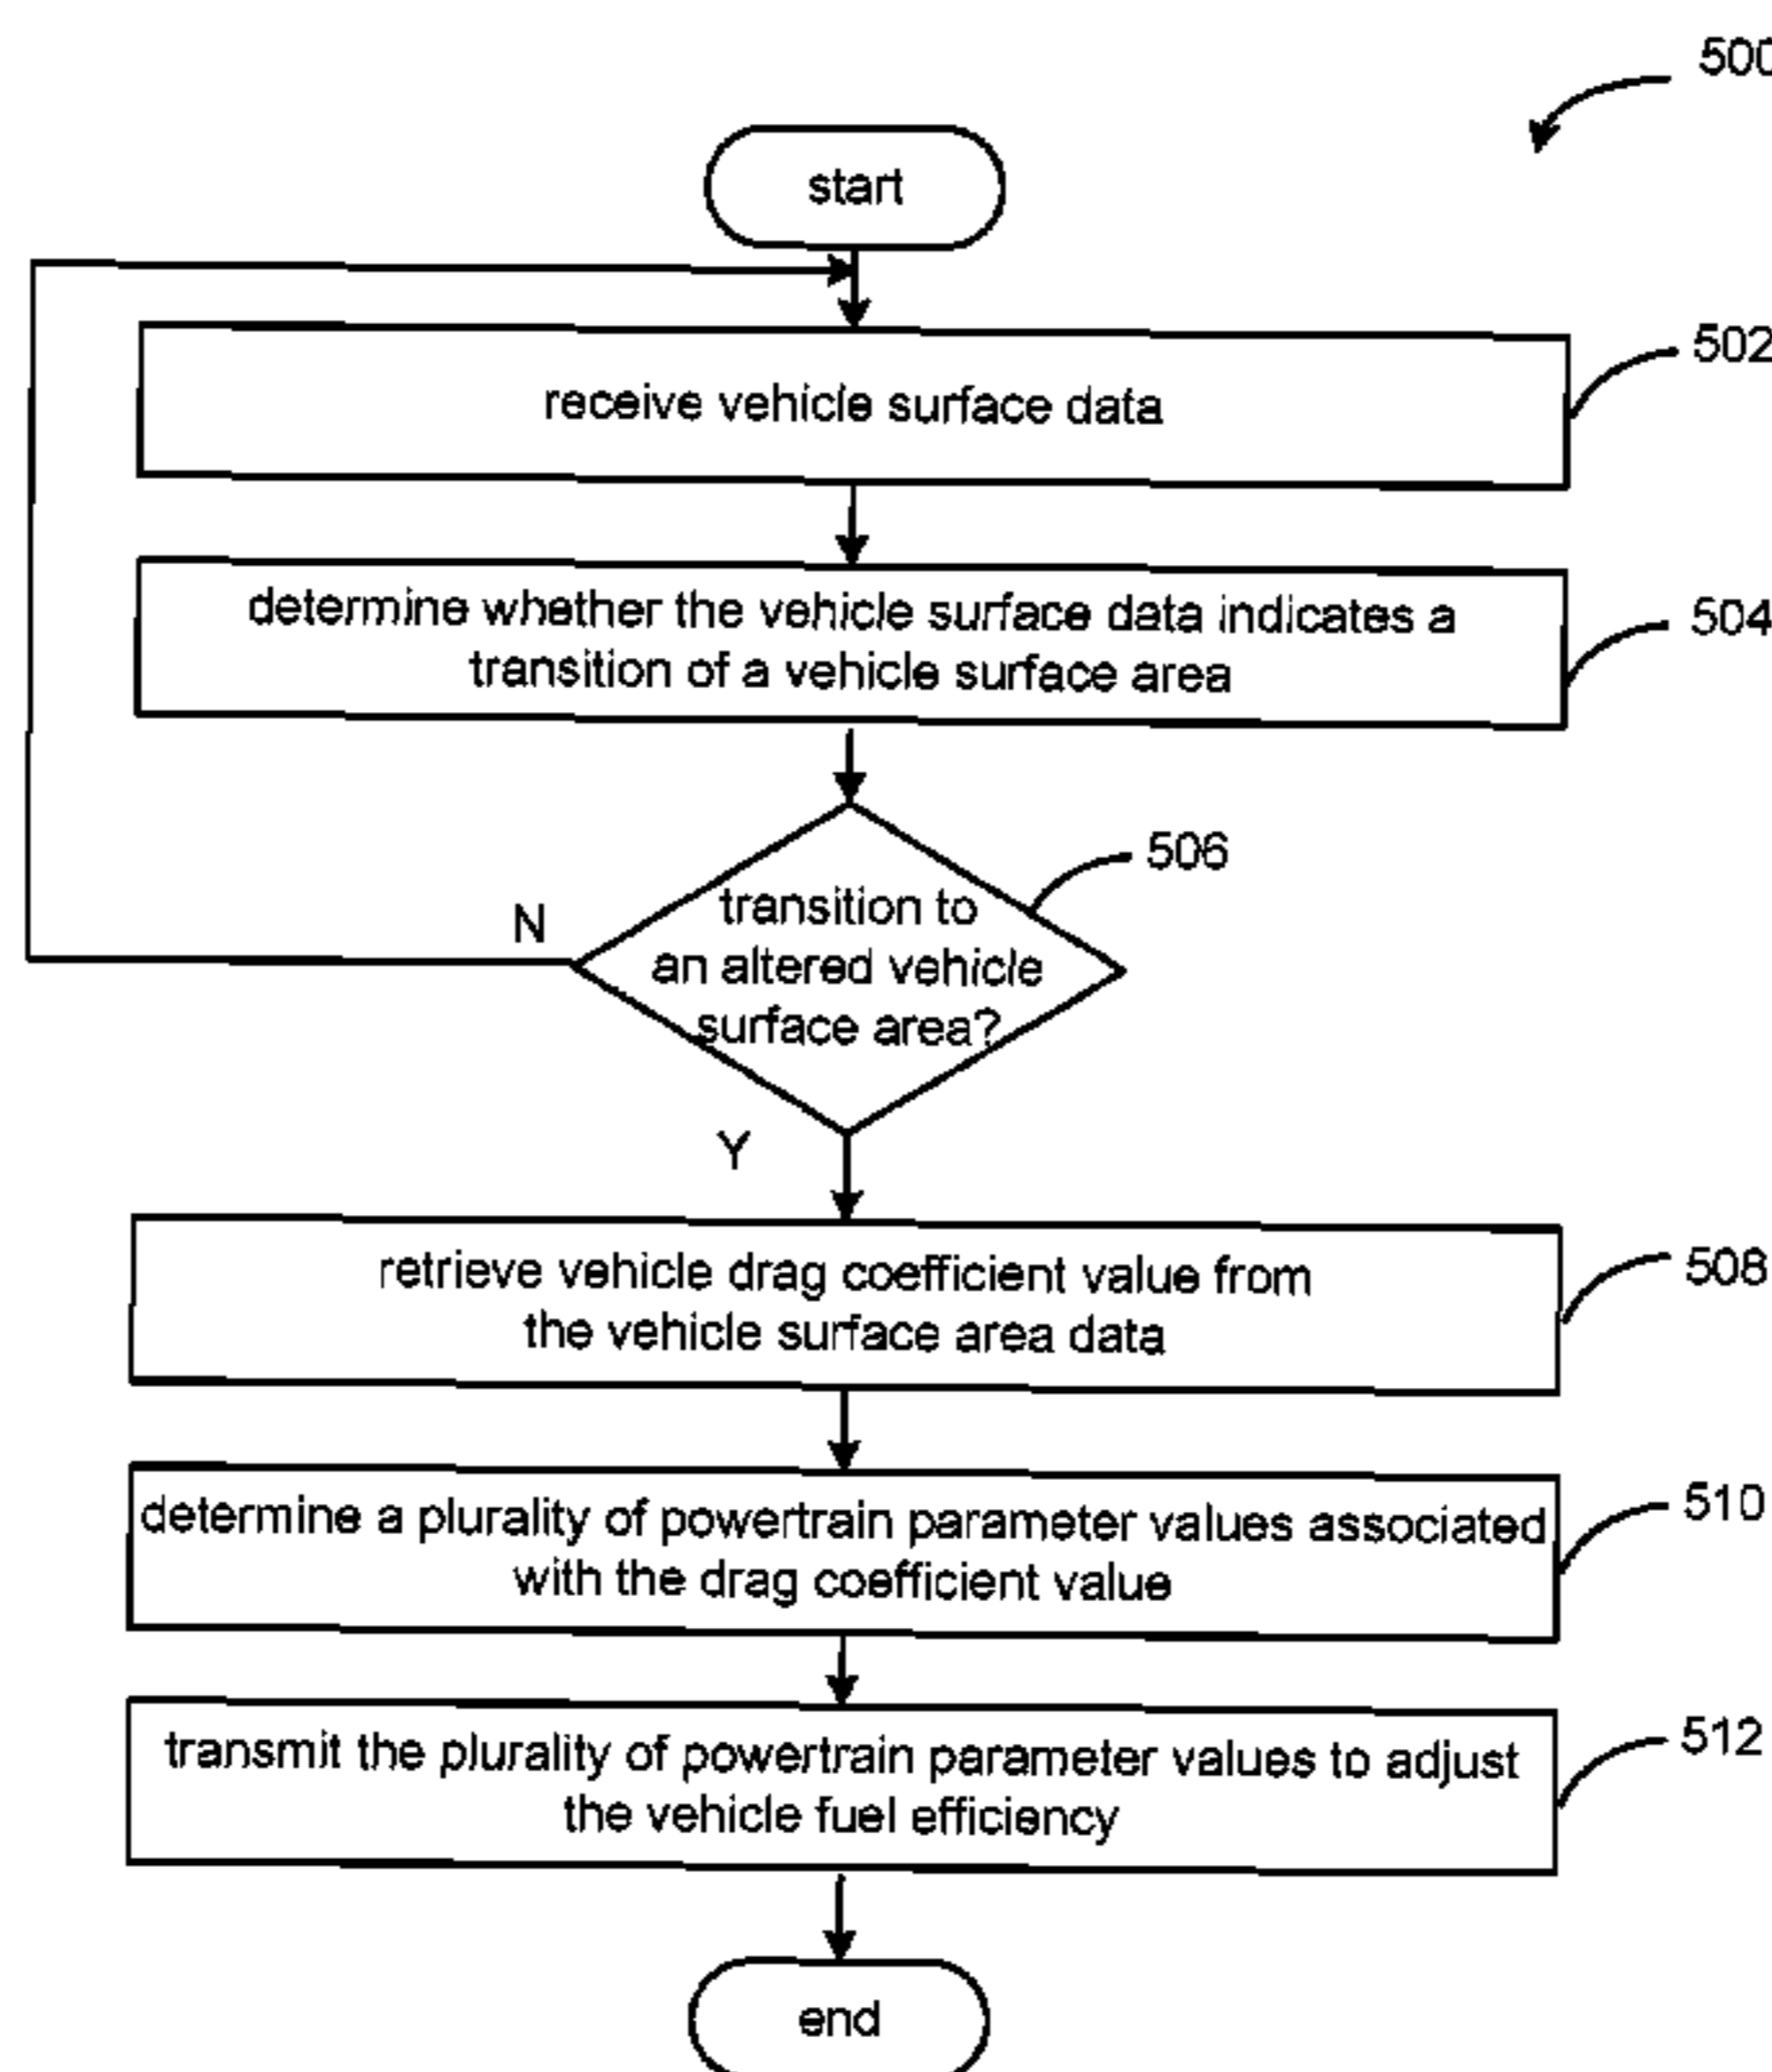 500
start
502
receive vehicle surface data
504
determine whether the vehicle surface data indicates a
transition of a vehicle surface area
506
transition to
an altered vehicle
surface area?
N
Y
508
retrieve vehicle drag coefficient value from
the vehicle surface area data
510
determine a plurality of powertrain parameter values associated
with the drag coefficient value
512
transmit the plurality of powertrain parameter values to adjust
the vehicle fuel efficiency
end